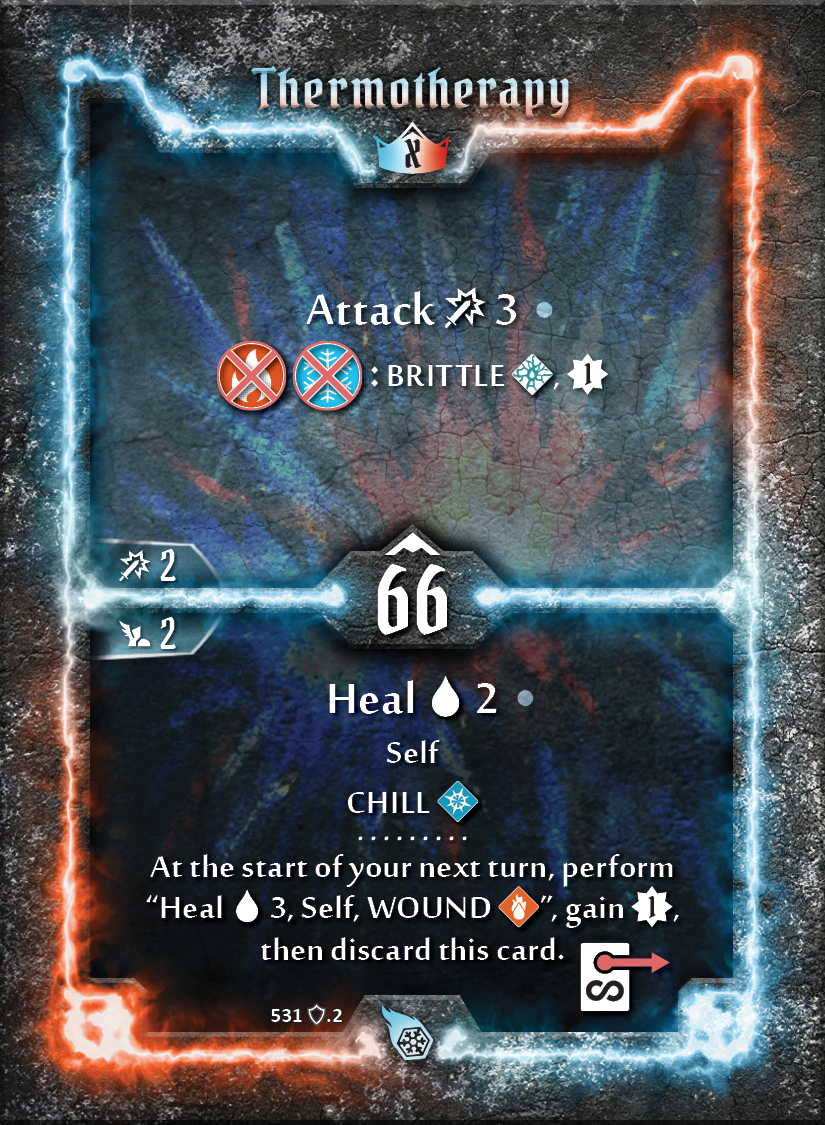 Thermotherapy
X
Attack 3
: BRITTLE , 1
2
66
2
Heal 2
Self
CHILL
At the start of your next turn, perform
“Heal 3, Self, WOUND ”, gain 1,
then discard this card.
S
531 .2